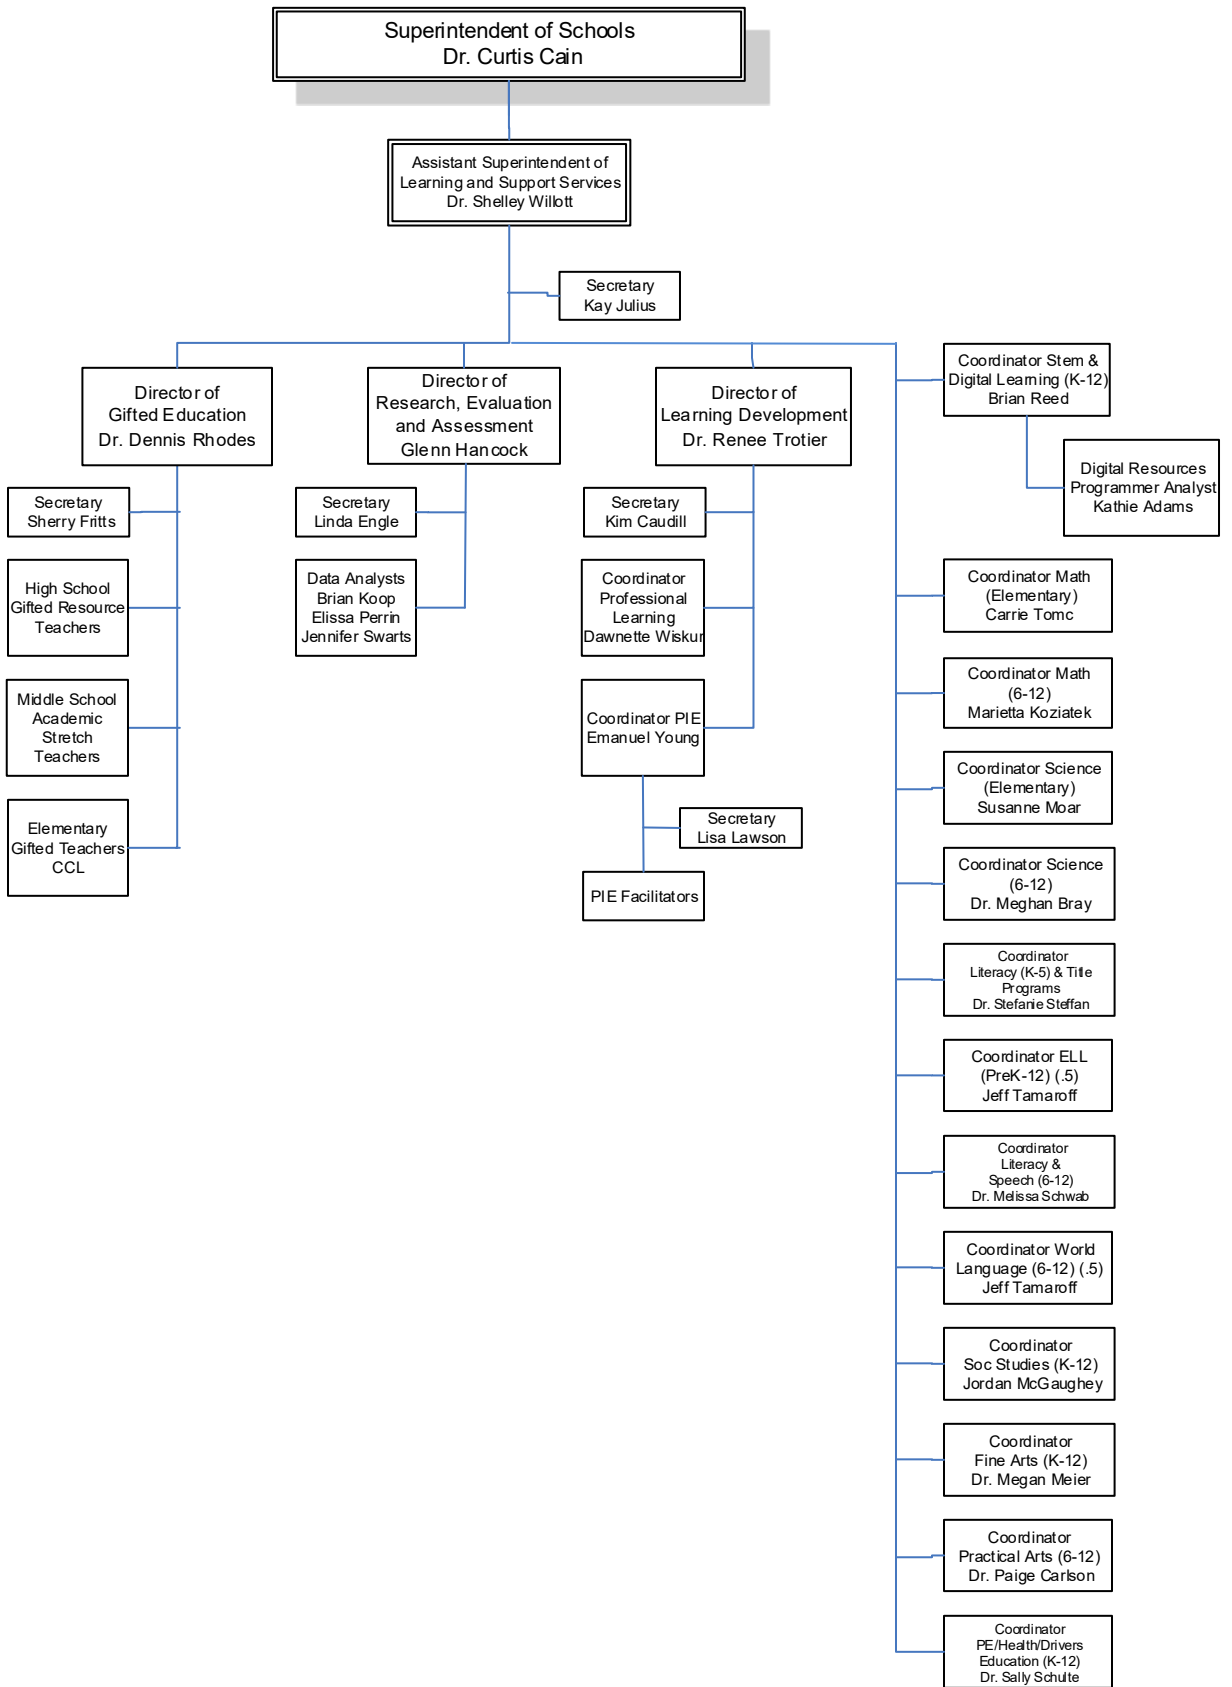 Superintendent of Schools
Dr. Curtis Cain
Assistant Superintendent of
Learning and Support Services
Dr. Shelley Willott
Secretary
Kay Julius
Director of
Gifted Education
Dr. Dennis Rhodes
Secretary
Sherry Fritts
High School
Gifted Resource
Teachers
Middle School
Academic
Stretch
Teachers
Elementary
Gifted Teachers
CCL
Director of
Research, Evaluation
and Assessment
Glenn Hancock
Secretary
Linda Engle
Data Analysts
Brian Koop
Elissa Perrin
Jennifer Swarts
Director of
Learning Development
Dr. Renee Trotier
Secretary
Kim Caudill
Coordinator
Professional
Learning
Dawnette Wiskur
Coordinator PIE
Emanuel Young
Secretary
Lisa Lawson
PIE Facilitators
Coordinator Stem &
Digital Learning (K-12)
Brian Reed
Digital Resources
Programmer Analyst
Kathie Adams
Coordinator Math
(Elementary)
Carrie Tomc
Coordinator Math
(6-12)
Marietta Koziatek
Coordinator Science
(Elementary)
Susanne Moar
Coordinator Science
(6-12)
Dr. Meghan Bray
Coordinator
Literacy (K-5) & Title
Programs
Dr. Stefanie Steffan
Coordinator ELL
(PreK-12) (.5)
Jeff Tamaroff
Coordinator
Literacy &
Speech (6-12)
Dr. Melissa Schwab
Coordinator World
Language (6-12) (.5)
Jeff Tamaroff
Coordinator
Soc Studies (K-12)
Jordan McGaughey
Coordinator
Fine Arts (K-12)
Dr. Megan Meier
Coordinator
Practical Arts (6-12)
Dr. Paige Carlson
Coordinator
PE/Health/Drivers
Education (K-12)
Dr. Sally Schulte